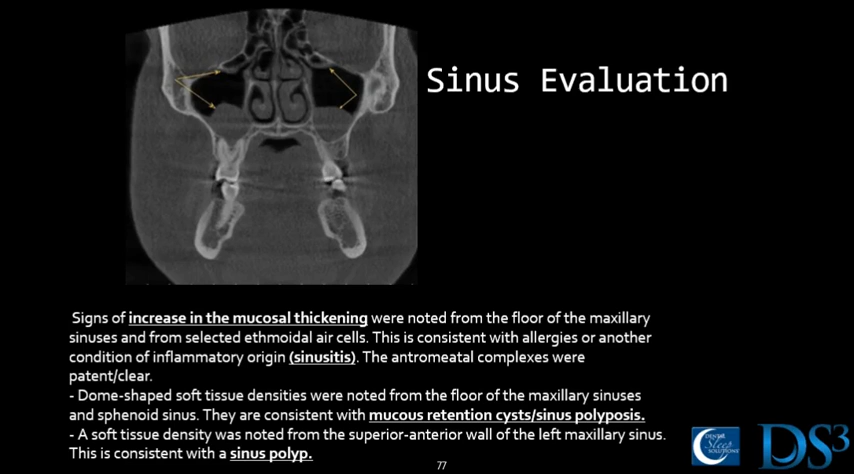 Sinus Evaluation
Signs of increase in the mucosal thickening were noted from the floor of the maxillary
sinuses and from selected ethmoidal air cells. This is consistent with allergies or another
condition of inflammatory origin (sinusitis). The antromeatal complexes were
patent/clear.
- Dome-shaped soft tissue densities were noted from the floor of the maxillary sinuses
and sphenoid sinus. They are consistent with mucous retention cysts/sinus polyposis.
- A soft tissue density was noted from the superior-anterior wall of the left maxillary sinus.
This is consistent with a sinus polyp.
77
DENTAL
Sleep
SOLUTIONS
DS3